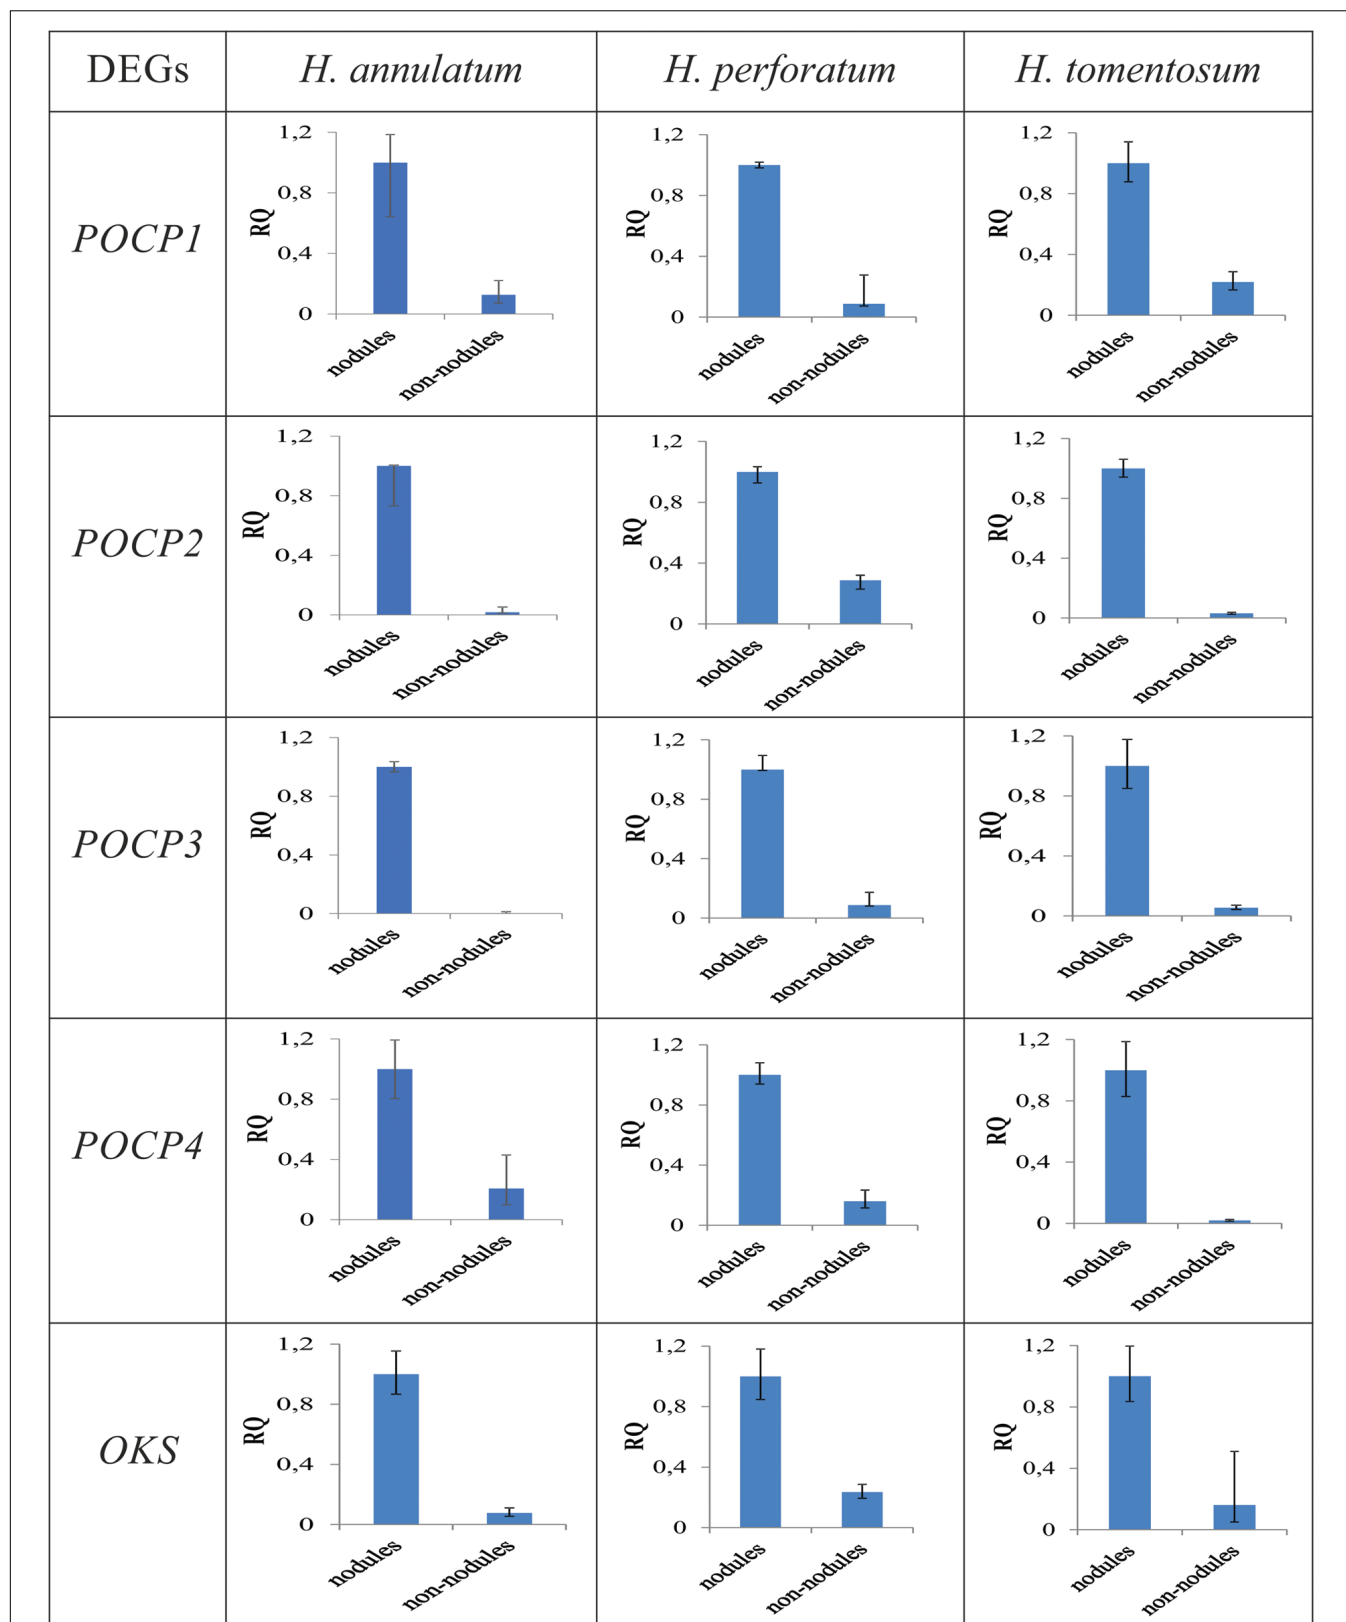 DEGs H. annulatum H. perforatum H. tomentosum
POCP1
1,2
0,8
0,4
0
RQ
nodules
non-nodules
1,2
0,8
0,4
0
RQ
nodules
non-nodules
1,2
0,8
0,4
0
RQ
nodules
non-nodules
POCP2
1,2
0,8
0,4
0
RQ
nodules
non-nodules
1,2
0,8
0,4
0
RQ
nodules
non-nodules
1,2
0,8
0,4
0
RQ
nodules
non-nodules
POCP3
1,2
0,8
0,4
0
RQ
nodules
non-nodules
1,2
0,8
0,4
0
RQ
nodules
non-nodules
1,2
0,8
0,4
0
RQ
nodules
non-nodules
POCP4
1,2
0,8
0,4
0
RQ
nodules
non-nodules
1,2
0,8
0,4
0
RQ
nodules
non-nodules
1,2
0,8
0,4
0
RQ
nodules
non-nodules
OKS
1,2
0,8
0,4
0
RQ
nodules
non-nodules
1,2
0,8
0,4
0
RQ
nodules
non-nodules
1,2
0,8
0,4
0
RQ
nodules
non-nodules